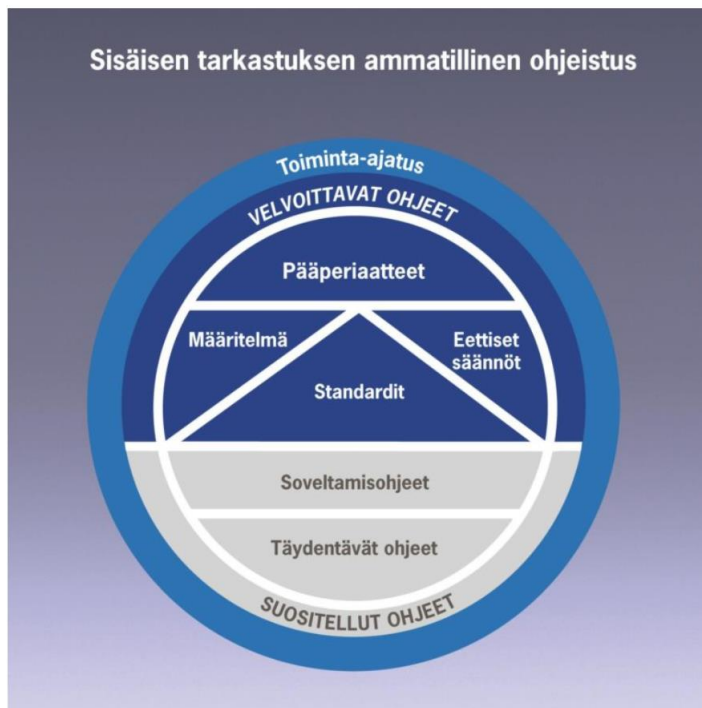 Sisäisen tarkastuksen ammatillinen ohjeistus
Toiminta-ajatus
VELVOITTAVAT OHJEET
Pääperiaatteet
Määritelmä
Eettiset
säännöt
Standardit
Soveltamisohjeet
Täydentävät ohjeet
SUOSITELLUT OHJEET